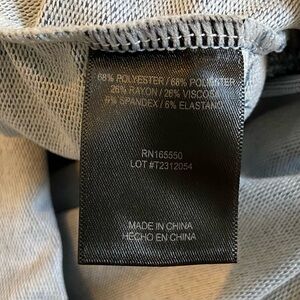 68% POLYESTER / 68% POLIESTER
26% RAYON / 26% VISCOSA
6% SPANDEX / 6% ELASTANO
RN165550
LOT #T2312054
MADE IN CHINA
HECHO EN CHINA